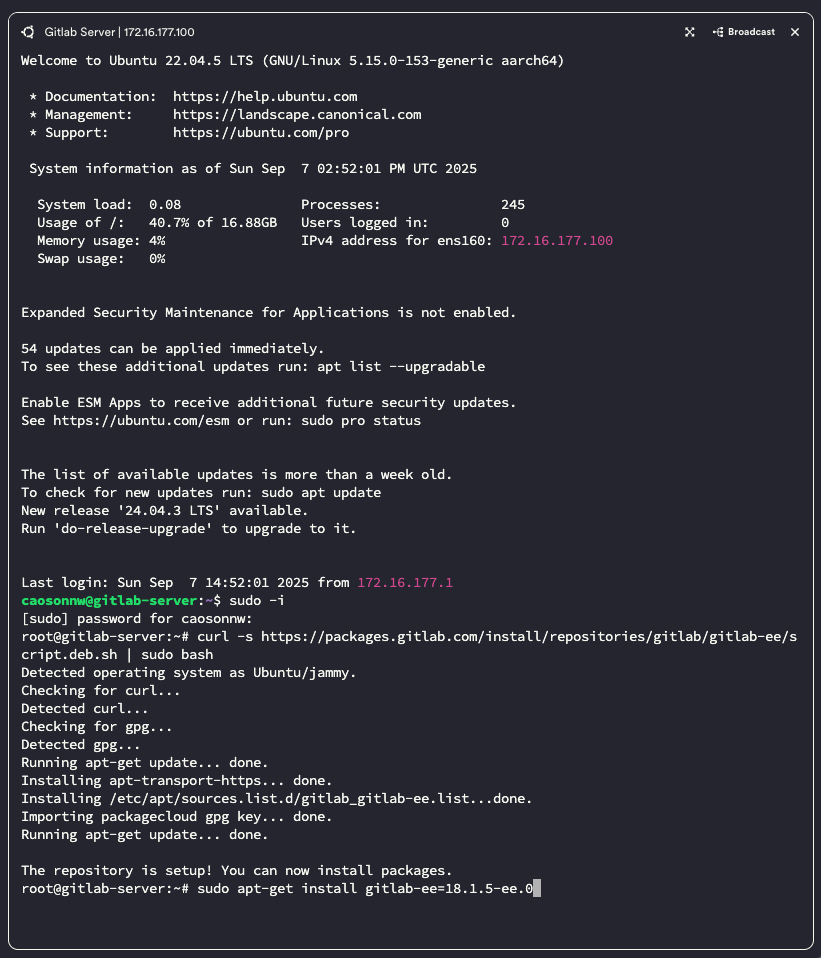 Gitlab Server | 172.16.177.100 Broadcast
Welcome to Ubuntu 22.04.5 LTS (GNU/Linux 5.15.0-153-generic aarch64)

 * Documentation:  https://help.ubuntu.com
 * Management:     https://landscape.canonical.com
 * Support:        https://ubuntu.com/pro

 System information as of Sun Sep  7 02:52:01 PM UTC 2025

  System load:  0.08               Processes:               245
  Usage of /:   40.7% of 16.88GB   Users logged in:         0
  Memory usage: 4%                 IPv4 address for ens160: 172.16.177.100
  Swap usage:   0%

Expanded Security Maintenance for Applications is not enabled.

54 updates can be applied immediately.
To see these additional updates run: apt list --upgradable

Enable ESM Apps to receive additional future security updates.
See https://ubuntu.com/esm or run: sudo pro status

The list of available updates is more than a week old.
To check for new updates run: sudo apt update
New release '24.04.3 LTS' available.
Run 'do-release-upgrade' to upgrade to it.

Last login: Sun Sep  7 14:52:01 2025 from 172.16.177.1
caosonnw@gitlab-server:~$ sudo -i
[sudo] password for caosonnw:
root@gitlab-server:~# curl -s https://packages.gitlab.com/install/repositories/gitlab/gitlab-ee/s
cript.deb.sh | sudo bash
Detected operating system as Ubuntu/jammy.
Checking for curl...
Detected curl...
Checking for gpg...
Detected gpg...
Running apt-get update... done.
Installing apt-transport-https... done.
Installing /etc/apt/sources.list.d/gitlab_gitlab-ee.list...done.
Importing packagecloud gpg key... done.
Running apt-get update... done.

The repository is setup! You can now install packages.
root@gitlab-server:~# sudo apt-get install gitlab-ee=18.1.5-ee.0